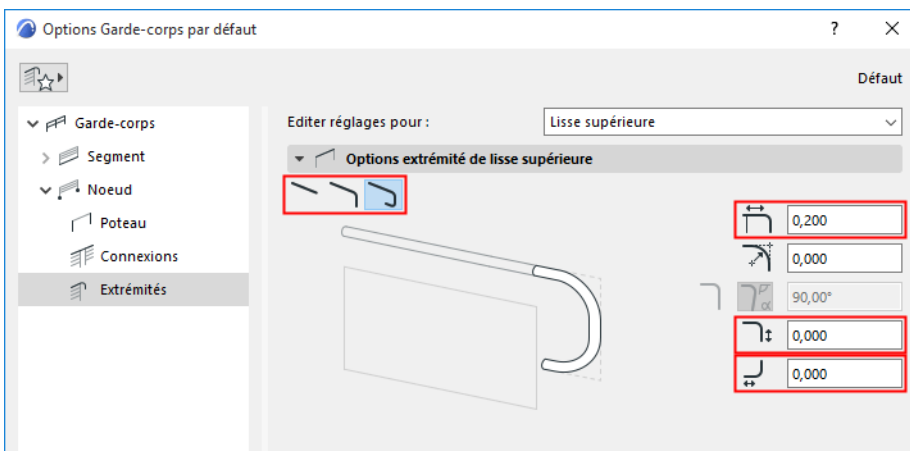 Options Garde-corps par défaut
?
Défaut
Garde-corps
Segment
Noeud
Poteau
Connexions
Extrémités
Editer réglages pour :
Lisse supérieure
Options extrémité de lisse supérieure
0,200
0,000
90,00°
0,000
0,000